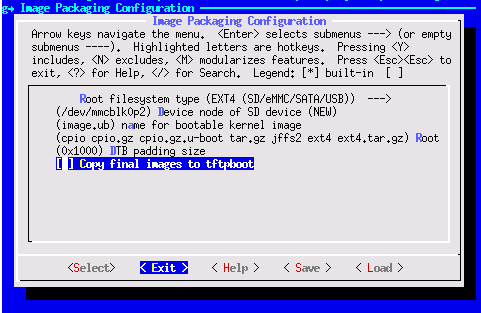 g→ Image Packaging Configuration
Image Packaging Configuration
Arrow keys navigate the menu.  <Enter> selects submenus ---> (or empty
submenus ----).  Highlighted letters are hotkeys.  Pressing <Y>
includes, <N> excludes, <M> modularizes features.  Press <Esc><Esc> to
exit, <?> for Help, </> for Search.  Legend: [*] built-in  [ ]
Root filesystem type (EXT4 (SD/eMMC/SATA/USB))  --->
(/dev/mmcblk0p2) Device node of SD device (NEW)
(image.ub) name for bootable kernel image
(cpio cpio.gz cpio.gz.u-boot tar.gz jffs2 ext4 ext4.tar.gz) Root
(0x1000) DTB padding size
[ ] Copy final images to tftpboot
<Select>    < Exit >    < Help >    < Save >    < Load >